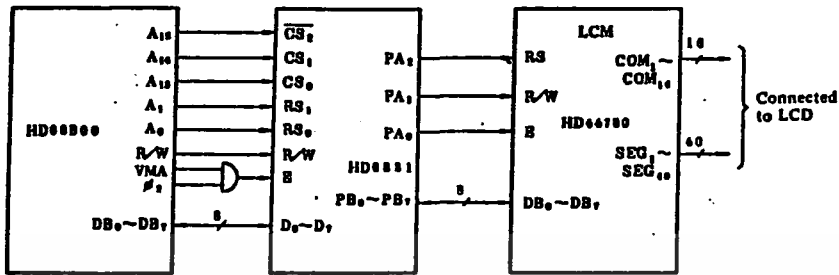 A₁₅
A₁₄
A₁₃
A₁
A₀
R/W
VMA
ø₂
DB₀~DB₇
HD68B00
8
CS₂
CS₁
CS₀
RS₁
RS₀
R/W
E
D₀~D₇
PA₂
PA₁
PA₀
HD6821
PB₀~PB₇
8
LCM
RS
R/W
E
DB₀~DB₇
HD44780
COM₁~
COM₁₆
SEG₁~
SEG₄₀
16
40
Connected
to LCD